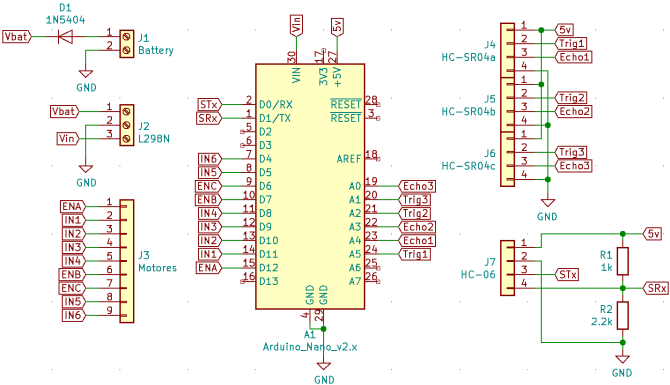 D1
1N5404
Vbat
1
2
J1
Battery
GND
Vbat
Vin
1
2
3
J2
L298N
GND
ENA
IN1
IN2
IN3
IN4
ENB
ENC
IN5
IN6
1
2
3
4
5
6
7
8
9
J3
Motores
Vin
5v
30
17
27
VIN
3V3
+5V
STx
2
D0/RX
SRx
1
D1/TX
5
D2
6
D3
IN6
7
D4
IN5
8
D5
ENC
9
D6
ENB
10
D7
IN4
11
D8
IN3
12
D9
IN2
13
D10
IN1
14
D11
ENA
15
D12
16
D13
RESET
28
RESET
3
AREF
18
A0
19
Echo3
A1
20
Trig3
A2
21
Trig2
A3
22
Echo2
A4
23
Echo1
A5
24
Trig1
A6
25
A7
26
GND
GND
4
29
A1
Arduino_Nano_v2.x
GND
J4
HC-SR04a
1
2
3
4
5v
Trig1
Echo1
J5
HC-SR04b
1
2
3
4
Trig2
Echo2
J6
HC-SR04c
1
2
3
4
Trig3
Echo3
GND
J7
HC-06
1
2
3
4
STx
5v
R1
1k
SRx
R2
2.2k
GND